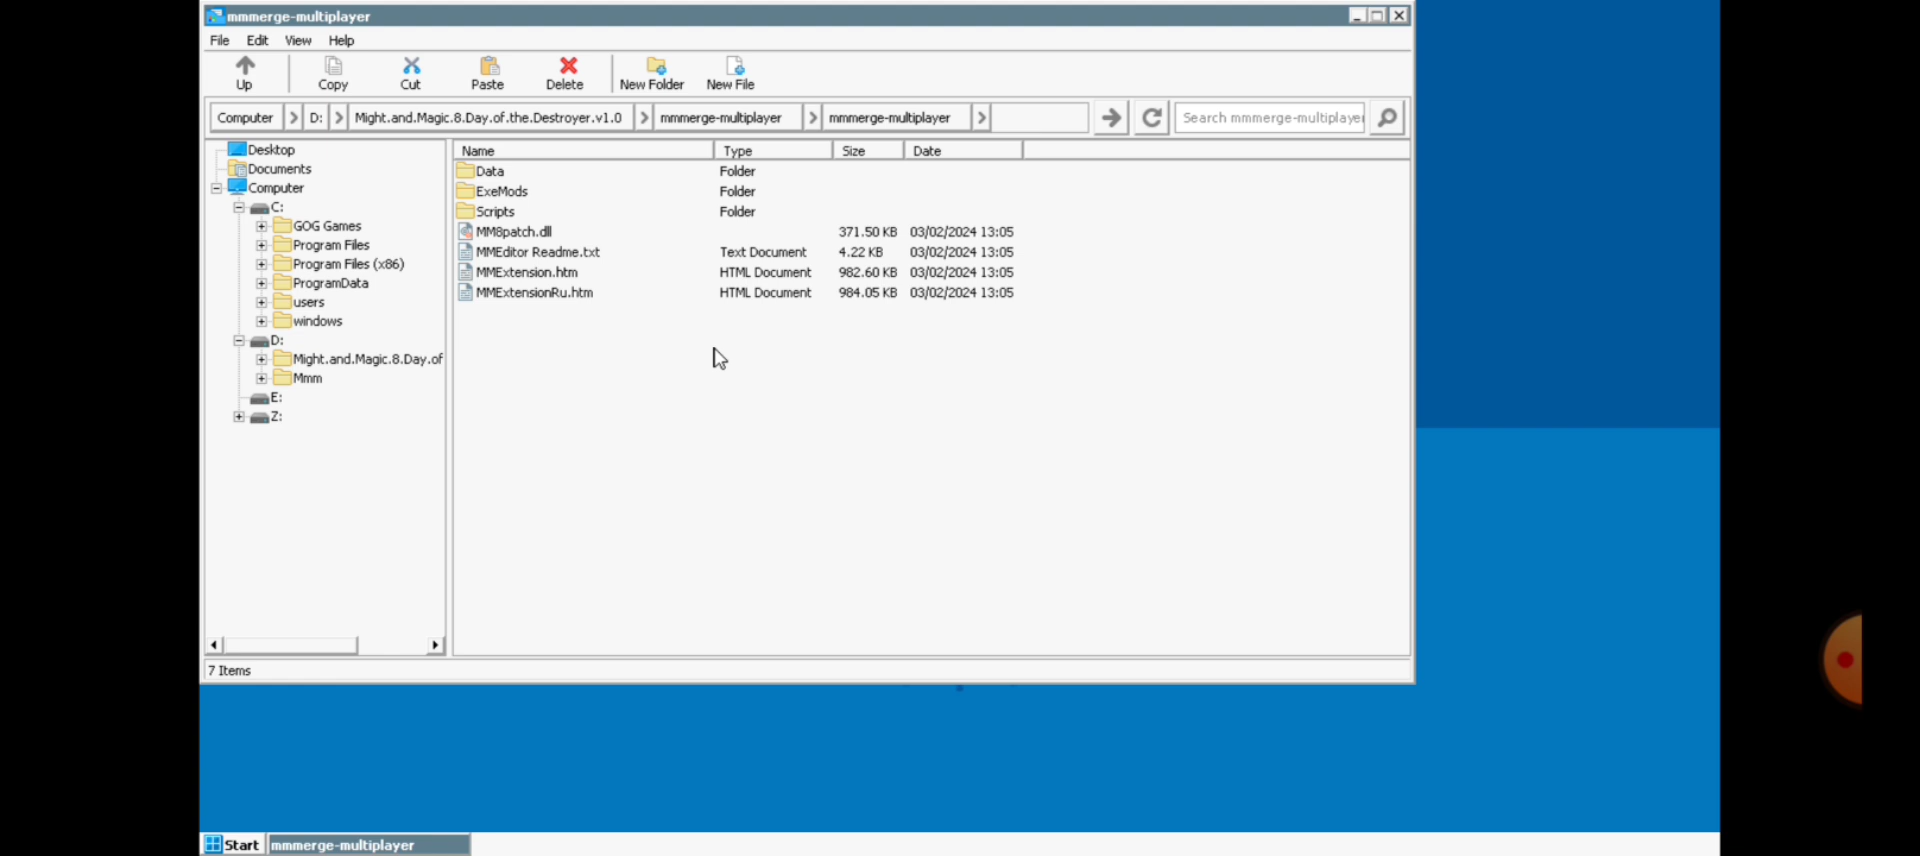 mmmerge-multiplayer
File Edit View Help
Up Copy Cut Paste Delete New Folder New File
Computer D: Might.and.Magic.8.Day.of.the.Destroyer.v1.0 mmmerge-multiplayer mmmerge-multiplayer Search mmmerge-multiplayer
Desktop
Documents
Computer
C:
GOG Games
Program Files
Program Files (x86)
ProgramData
users
windows
D:
Might.and.Magic.8.Day.of
Mmm
E:
Z:
Name Type Size Date
Data Folder
ExeMods Folder
Scripts Folder
MM8patch.dll 371.50 KB 03/02/2024 13:05
MMEditor Readme.txt Text Document 4.22 KB 03/02/2024 13:05
MMExtension.htm HTML Document 982.60 KB 03/02/2024 13:05
MMExtensionRu.htm HTML Document 984.05 KB 03/02/2024 13:05
7 Items
Start mmmerge-multiplayer